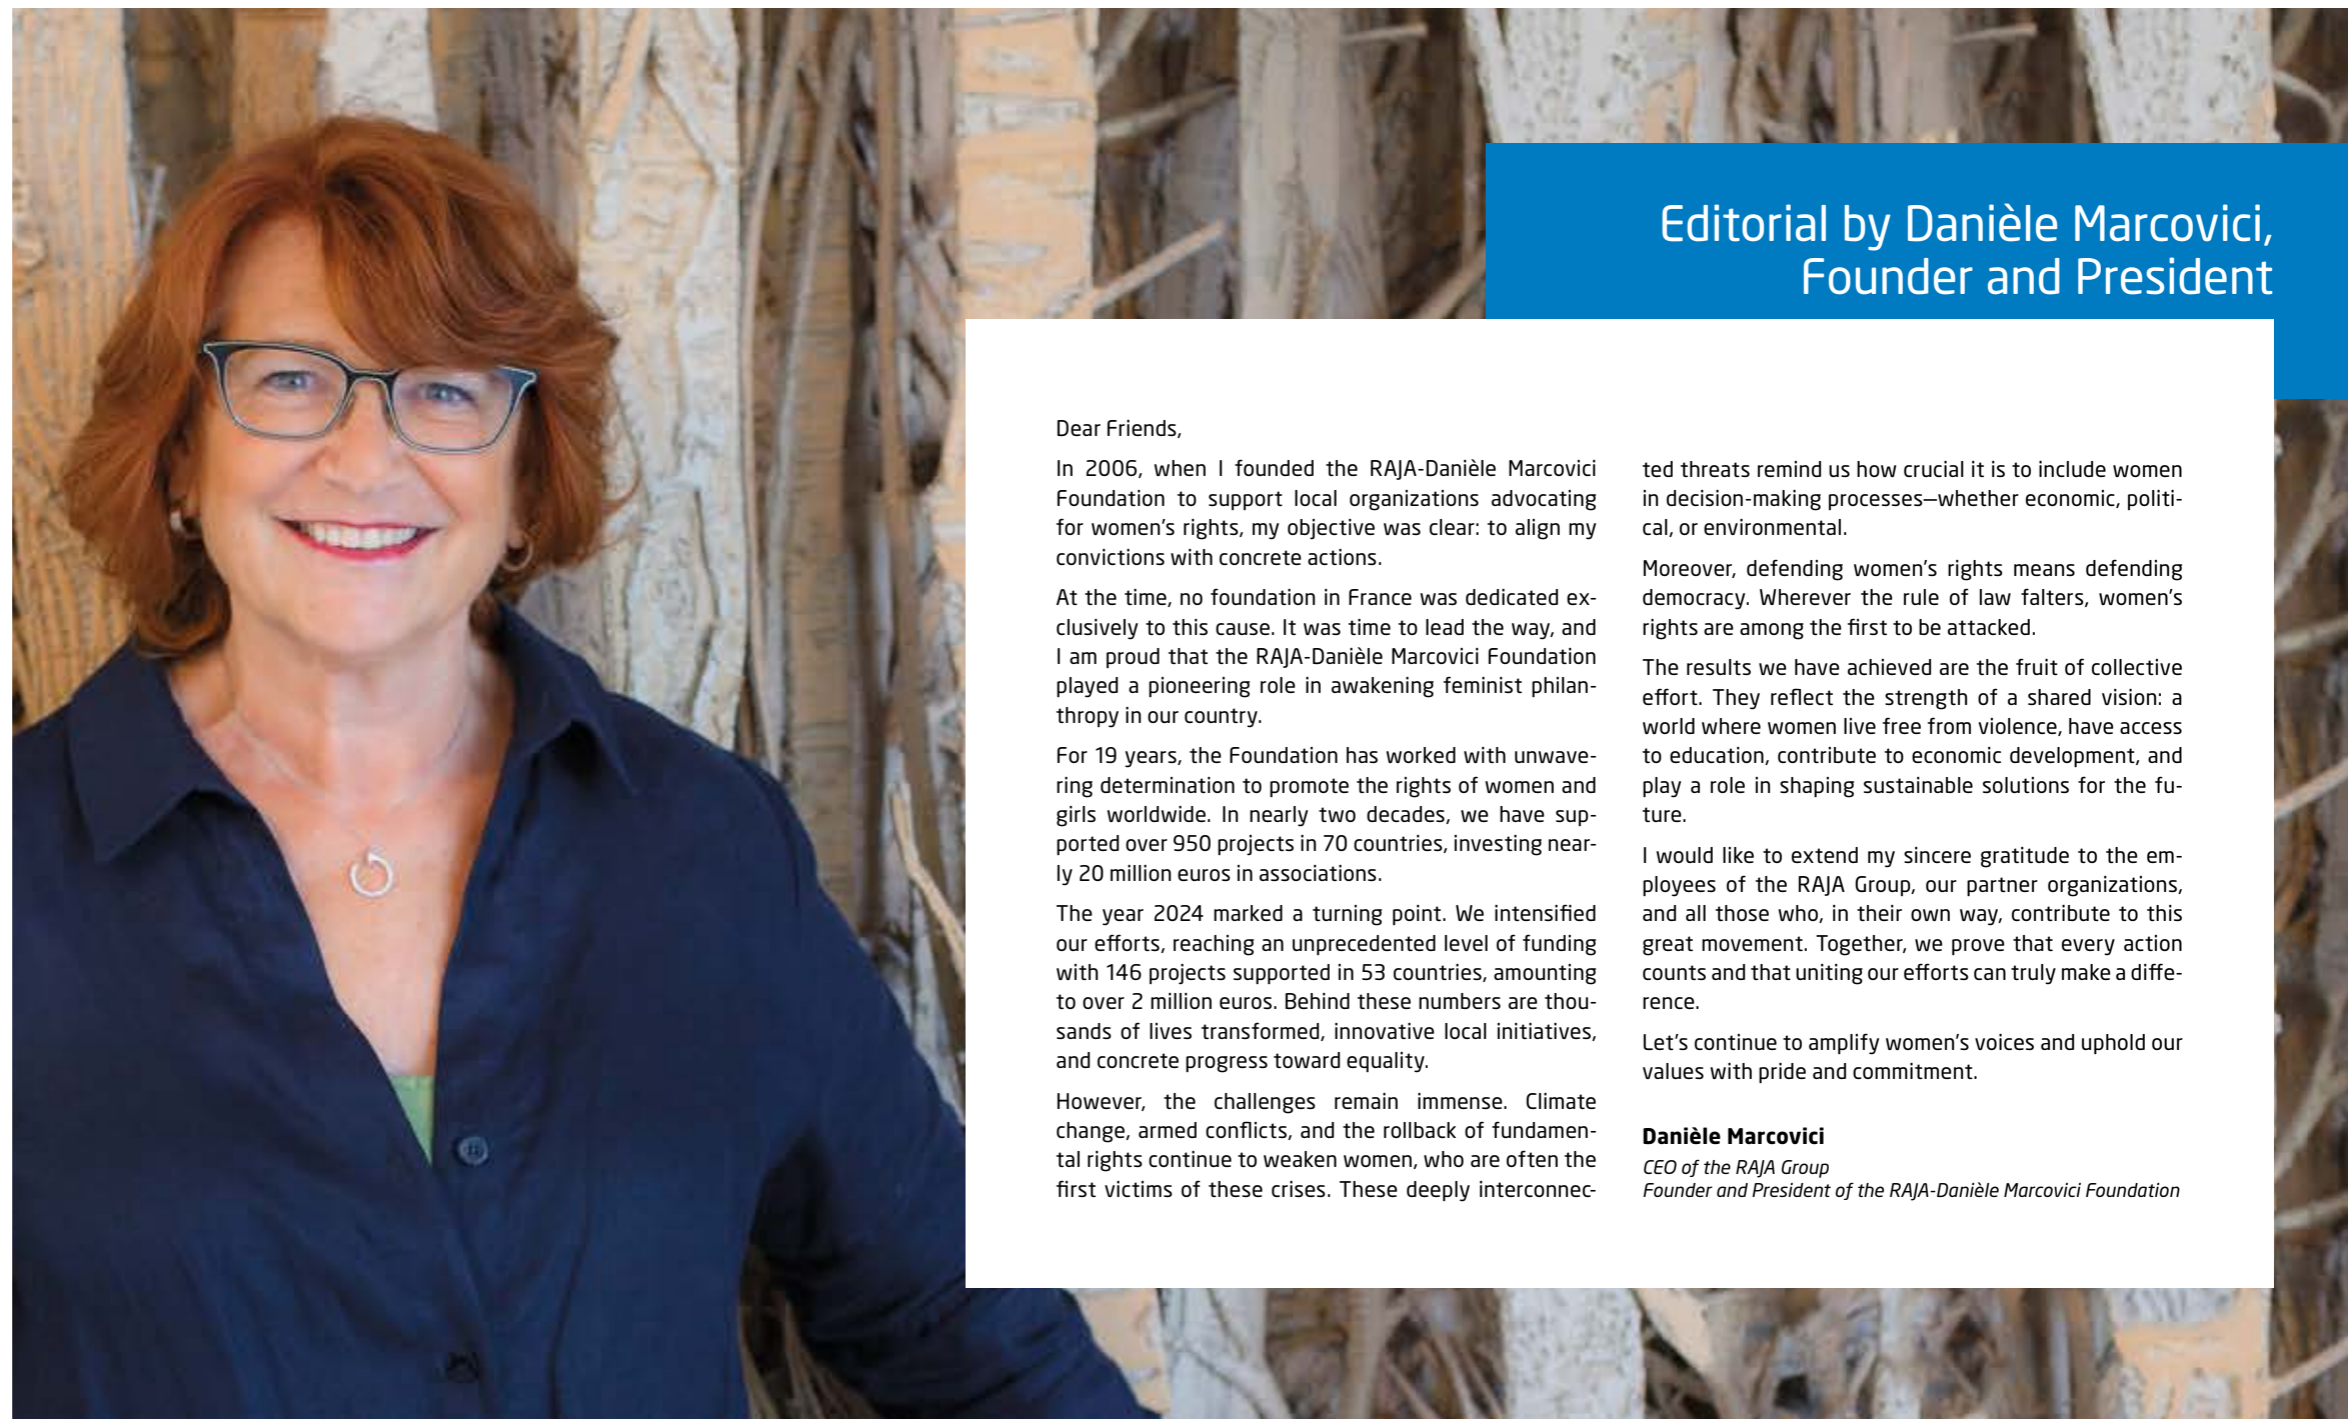 Editorial by Danièle Marcovici,
Founder and President
Dear Friends,
In 2006, when I founded the RAJA-Danièle Marcovici
Foundation to support local organizations advocating
for women's rights, my objective was clear: to align my
convictions with concrete actions.
At the time, no foundation in France was dedicated ex-
clusively to this cause. It was time to lead the way, and
I am proud that the RAJA-Danièle Marcovici Foundation
played a pioneering role in awakening feminist philan-
thropy in our country.
For 19 years, the Foundation has worked with unwave-
ring determination to promote the rights of women and
girls worldwide. In nearly two decades, we have sup-
ported over 950 projects in 70 countries, investing near-
ly 20 million euros in associations.
The year 2024 marked a turning point. We intensified
our efforts, reaching an unprecedented level of funding
with 146 projects supported in 53 countries, amounting
to over 2 million euros. Behind these numbers are thou-
sands of lives transformed, innovative local initiatives,
and concrete progress toward equality.
However, the challenges remain immense. Climate
change, armed conflicts, and the rollback of fundamen-
tal rights continue to weaken women, who are often the
first victims of these crises. These deeply interconnec-
ted threats remind us how crucial it is to include women
in decision-making processes—whether economic, politi-
cal, or environmental.
Moreover, defending women's rights means defending
democracy. Wherever the rule of law falters, women's
rights are among the first to be attacked.
The results we have achieved are the fruit of collective
effort. They reflect the strength of a shared vision: a
world where women live free from violence, have access
to education, contribute to economic development, and
play a role in shaping sustainable solutions for the fu-
ture.
I would like to extend my sincere gratitude to the em-
ployees of the RAJA Group, our partner organizations,
and all those who, in their own way, contribute to this
great movement. Together, we prove that every action
counts and that uniting our efforts can truly make a diffe-
rence.
Let's continue to amplify women's voices and uphold our
values with pride and commitment.
Danièle Marcovici
CEO of the RAJA Group
Founder and President of the RAJA-Danièle Marcovici Foundation